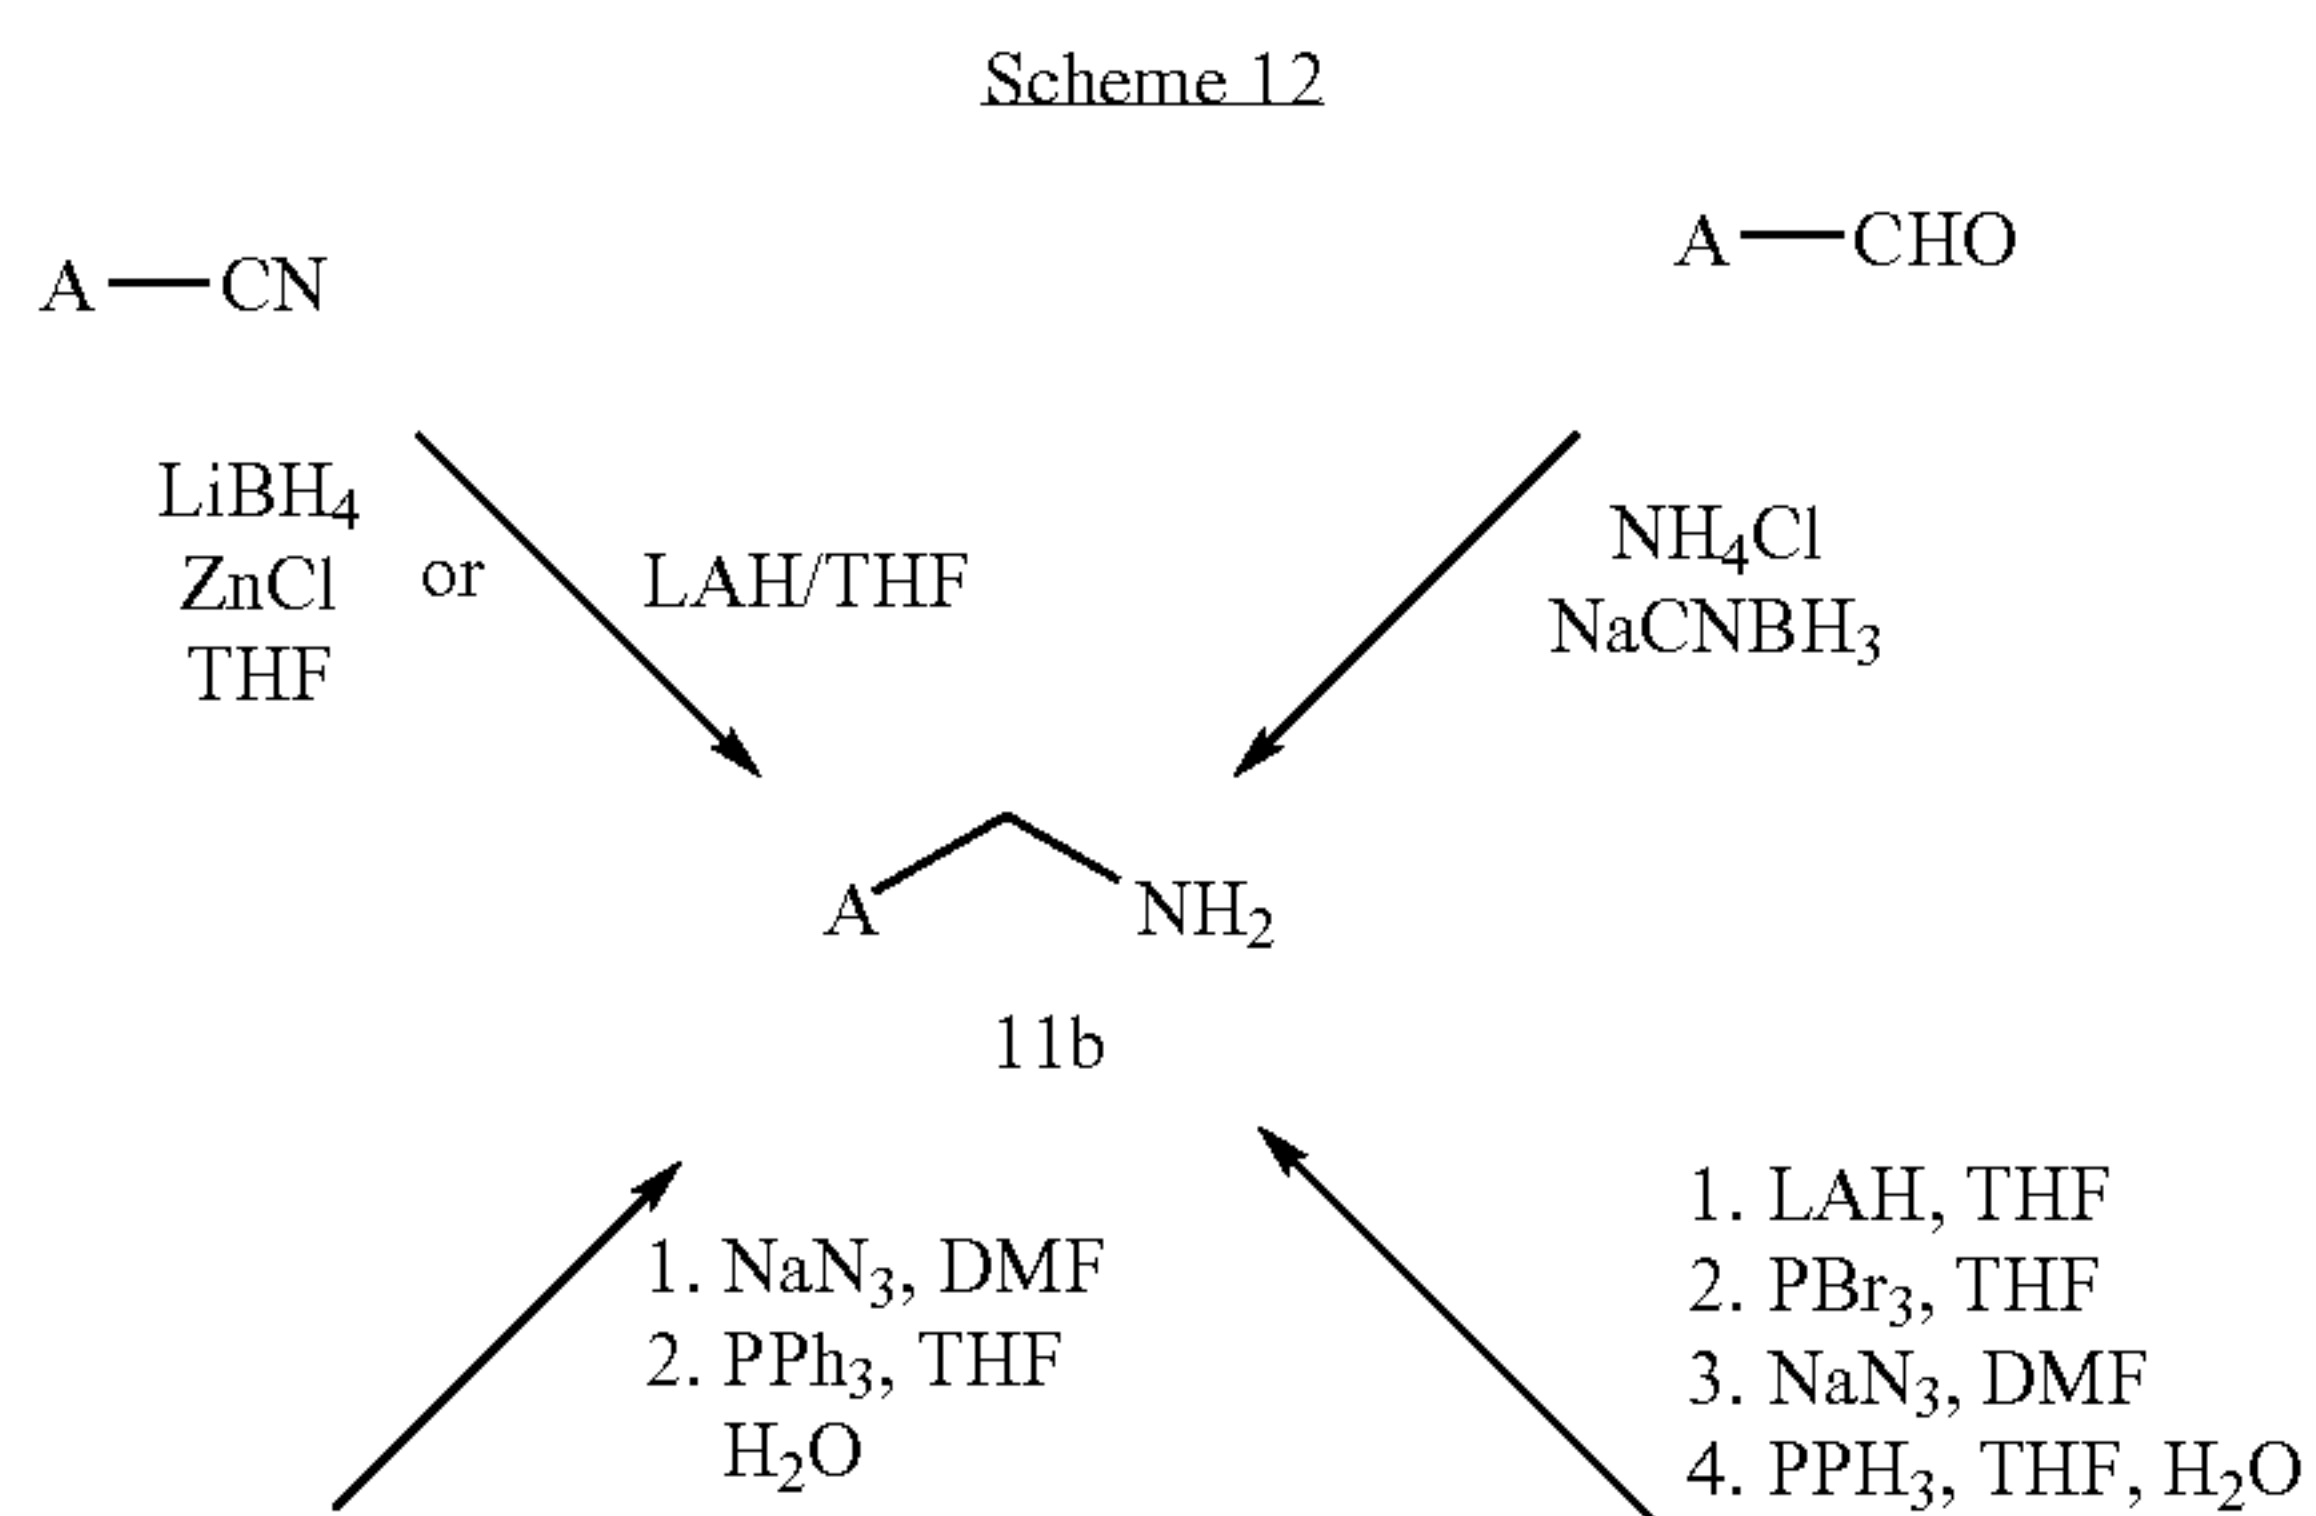 Scheme 12
A—CN
A—CHO
LiBH4
ZnCl
THF
or
LAH/THF
NH4Cl
NaCNBH3
A
NH2
11b
1. NaN3, DMF
2. PPh3, THF
H2O
1. LAH, THF
2. PBr3, THF
3. NaN3, DMF
4. PPH3, THF, H2O